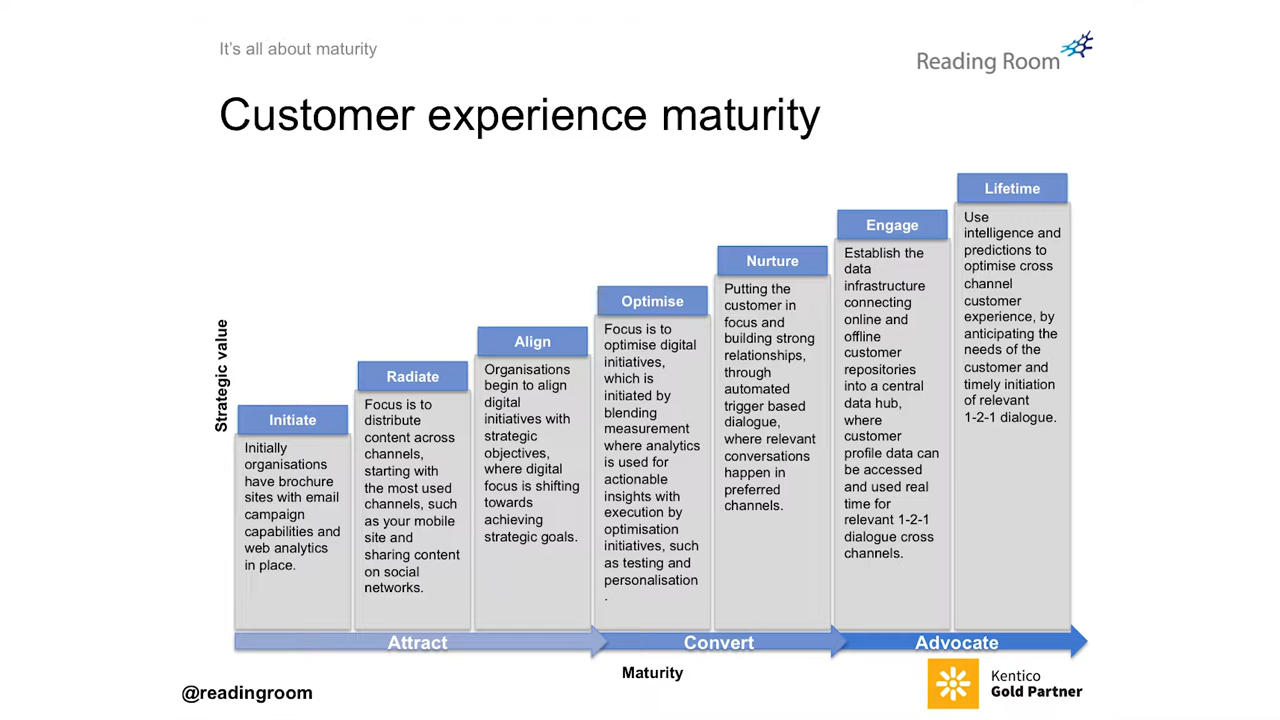 It's all about maturity
Reading Room
Customer experience maturity
Strategic value
Initiate
Initially
organisations
have brochure
sites with email
campaign
capabilities and
web analytics
in place.
Radiate
Focus is to
distribute
content across
channels,
starting with
the most used
channels, such
as your mobile
site and
sharing content
on social
networks.
Align
Organisations
begin to align
digital
initiatives with
strategic
objectives,
where digital
focus is shifting
towards
achieving
strategic goals.
Optimise
Focus is to
optimise digital
initiatives,
which is
initiated by
blending
measurement
where analytics
is used for
actionable
insights with
execution by
optimisation
initiatives, such
as testing and
personalisation
.
Nurture
Putting the
customer in
focus and
building strong
relationships,
through
automated
trigger based
dialogue,
where relevant
conversations
happen in
preferred
channels.
Engage
Establish the
data
infrastructure
connecting
online and
offline
customer
repositories
into a central
data hub,
where
customer
profile data can
be accessed
and used real
time for
relevant 1-2-1
dialogue cross
channels.
Lifetime
Use
intelligence and
predictions to
optimise cross
channel
customer
experience, by
anticipating the
needs of the
customer and
timely initiation
of relevant
1-2-1 dialogue.
Attract
Convert
Advocate
Maturity
@readingroom
Kentico
Gold Partner